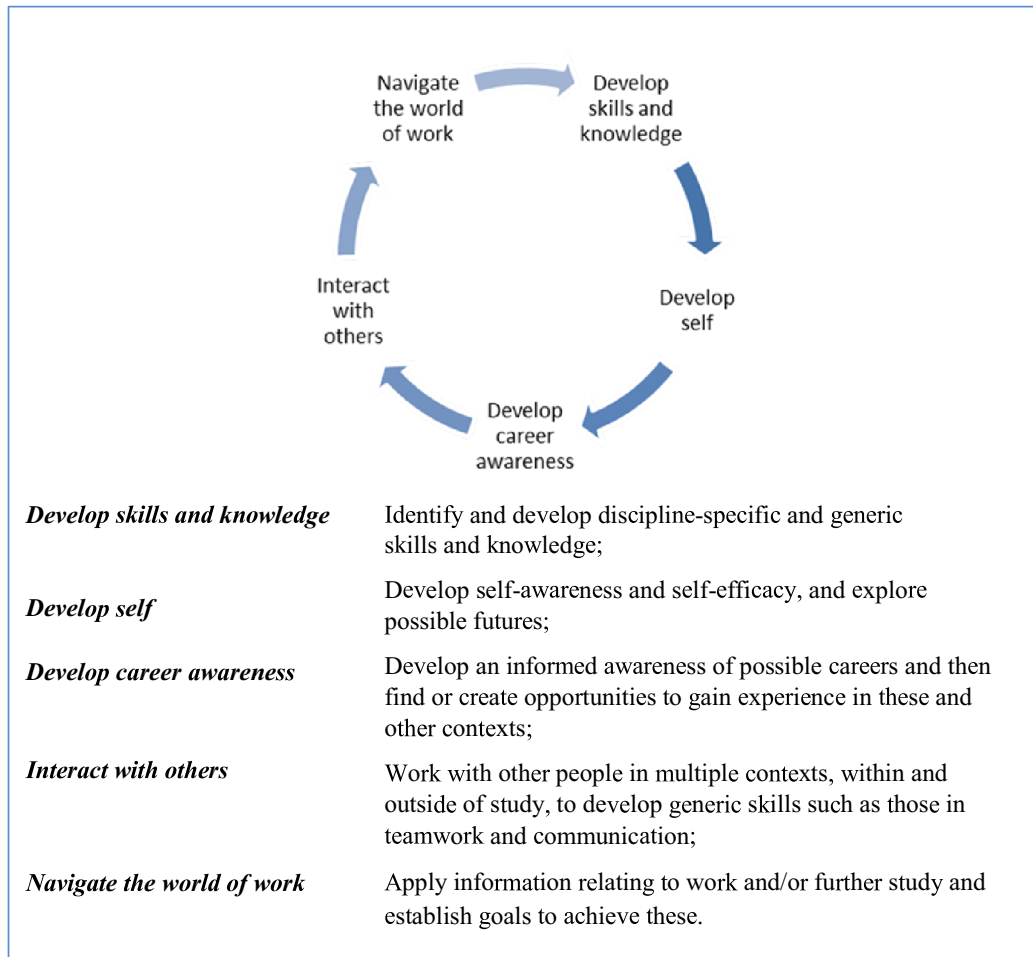 Navigate
the world
of work
Develop
skills and
knowledge
Interact
with
others
Develop
self
Develop
career
awareness
Develop skills and knowledge
Identify and develop discipline-specific and generic
skills and knowledge;
Develop self
Develop self-awareness and self-efficacy, and explore
possible futures;
Develop career awareness
Develop an informed awareness of possible careers and then
find or create opportunities to gain experience in these and
other contexts;
Interact with others
Work with other people in multiple contexts, within and
outside of study, to develop generic skills such as those in
teamwork and communication;
Navigate the world of work
Apply information relating to work and/or further study and
establish goals to achieve these.